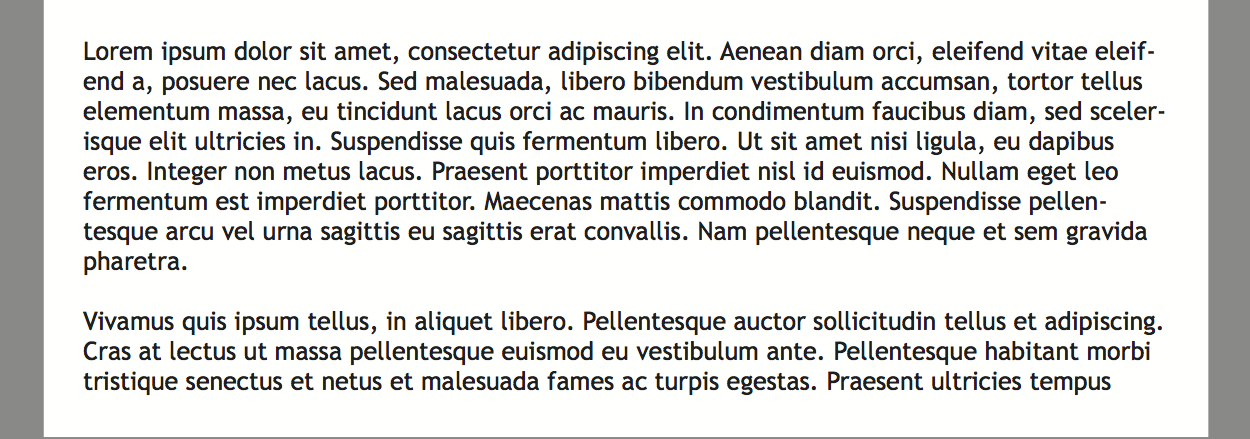 Lorem ipsum dolor sit amet, consectetur adipiscing elit. Aenean diam orci, eleifend vitae eleif-
end a, posuere nec lacus. Sed malesuada, libero bibendum vestibulum accumsan, tortor tellus
elementum massa, eu tincidunt lacus orci ac mauris. In condimentum faucibus diam, sed sceler-
isque elit ultricies in. Suspendisse quis fermentum libero. Ut sit amet nisi ligula, eu dapibus
eros. Integer non metus lacus. Praesent porttitor imperdiet nisl id euismod. Nullam eget leo
fermentum est imperdiet porttitor. Maecenas mattis commodo blandit. Suspendisse pellen-
tesque arcu vel urna sagittis eu sagittis erat convallis. Nam pellentesque neque et sem gravida
pharetra.
Vivamus quis ipsum tellus, in aliquet libero. Pellentesque auctor sollicitudin tellus et adipiscing.
Cras at lectus ut massa pellentesque euismod eu vestibulum ante. Pellentesque habitant morbi
tristique senectus et netus et malesuada fames ac turpis egestas. Praesent ultricies tempus